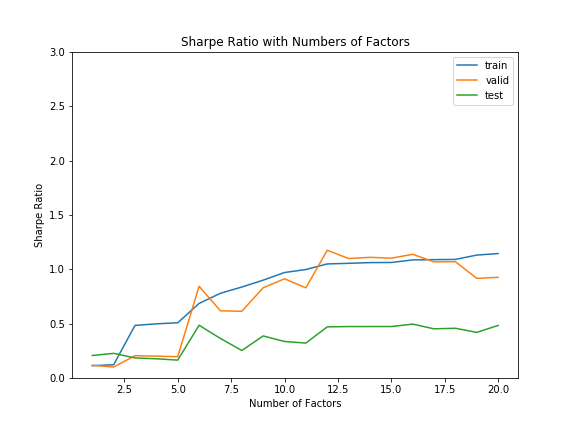 Sharpe Ratio with Numbers of Factors
train
valid
test
Sharpe Ratio
3.0
2.5
2.0
1.5
1.0
0.5
0.0
2.5
5.0
7.5
10.0
12.5
15.0
17.5
20.0
Number of Factors